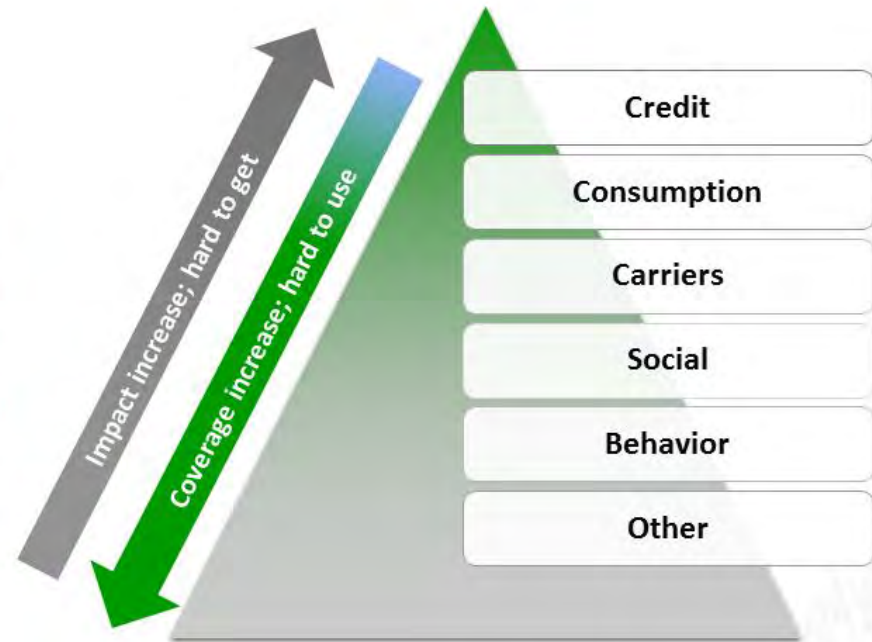 Impact increase; hard to get
Coverage increase; hard to use
Credit
Consumption
Carriers
Social
Behavior
Other